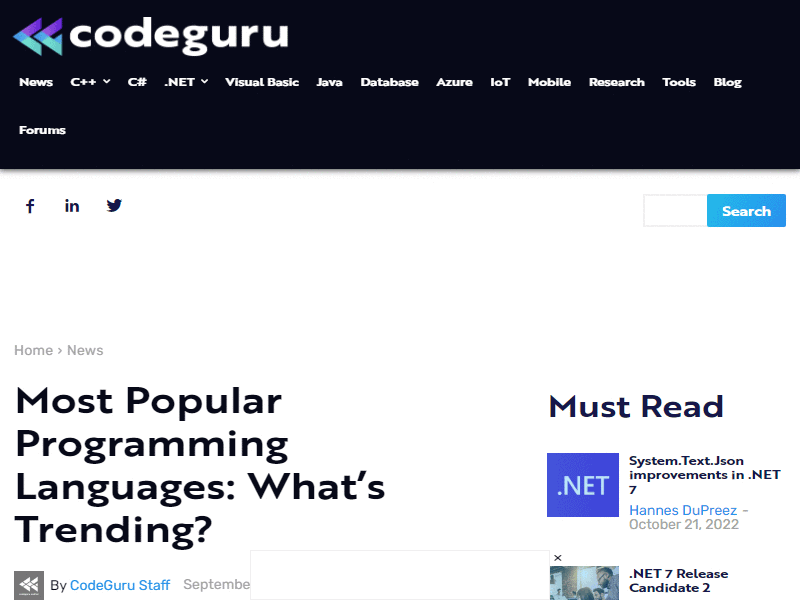 codeguru
News C++ C# .NET Visual Basic Java Database Azure IoT Mobile Research Tools Blog
Forums
f in
Search
Home › News
Most Popular
Programming
Languages: What's
Trending?
By CodeGuru Staff Septembe
Must Read
.NET
System.Text.Json
improvements in .NET
7
Hannes DuPreez -
October 21, 2022
×
.NET 7 Release
Candidate 2